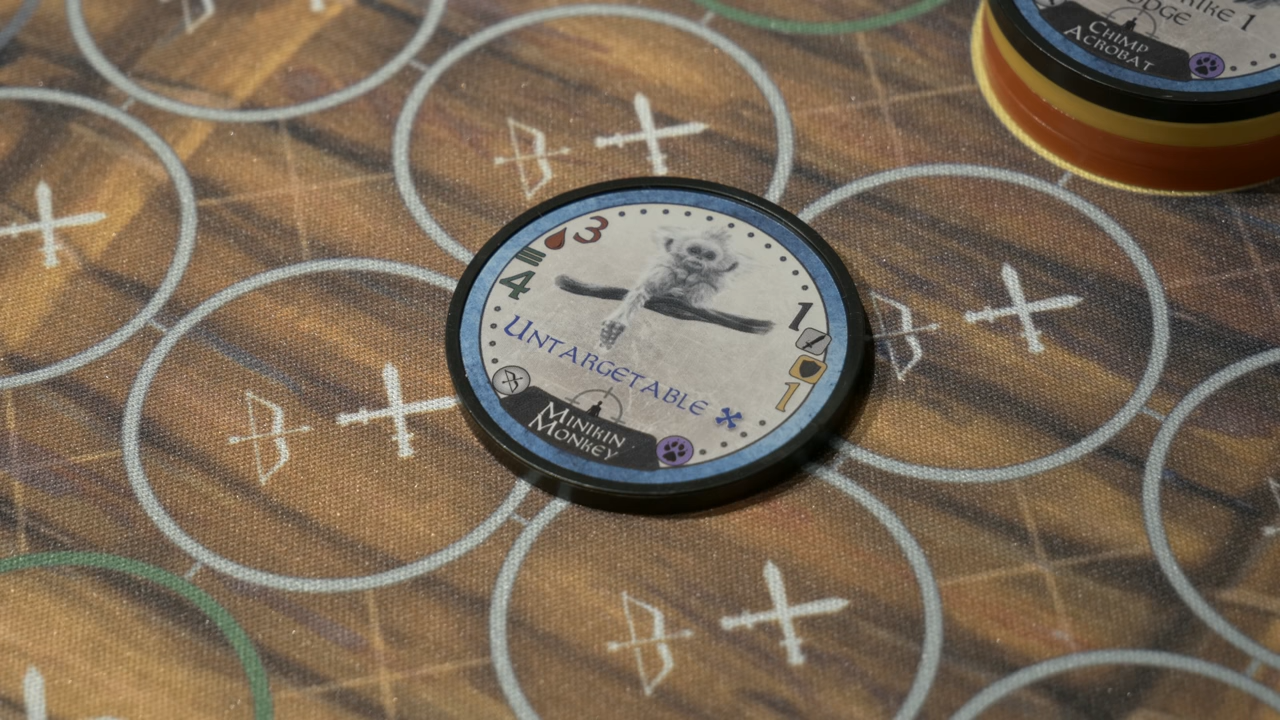 CHIMP
ACROBAT
3
4
1
1
UNTARGETABLE
MINIKIN
MONKEY